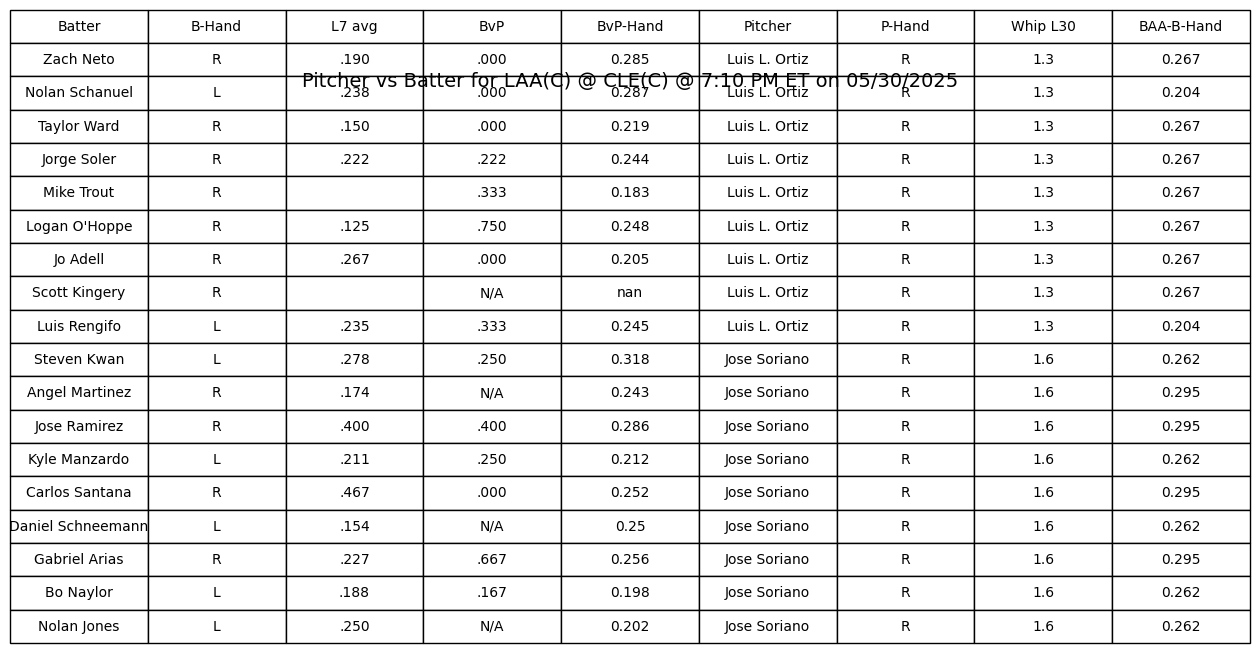 Batter B-Hand L7 avg BvP BvP-Hand Pitcher P-Hand Whip L30 BAA-B-Hand
Zach Neto R .190 .000 0.285 Luis L. Ortiz R 1.3 0.267
Pitcher vs Batter for LAA(C) @ CLE(C) @ 7:10 PM ET on 05/30/2025
Nolan Schanuel L .238 .000 0.287 Luis L. Ortiz R 1.3 0.204
Taylor Ward R .150 .000 0.219 Luis L. Ortiz R 1.3 0.267
Jorge Soler R .222 .222 0.244 Luis L. Ortiz R 1.3 0.267
Mike Trout R .333 0.183 Luis L. Ortiz R 1.3 0.267
Logan O'Hoppe R .125 .750 0.248 Luis L. Ortiz R 1.3 0.267
Jo Adell R .267 .000 0.205 Luis L. Ortiz R 1.3 0.267
Scott Kingery R N/A nan Luis L. Ortiz R 1.3 0.267
Luis Rengifo L .235 .333 0.245 Luis L. Ortiz R 1.3 0.204
Steven Kwan L .278 .250 0.318 Jose Soriano R 1.6 0.262
Angel Martinez R .174 N/A 0.243 Jose Soriano R 1.6 0.295
Jose Ramirez R .400 .400 0.286 Jose Soriano R 1.6 0.295
Kyle Manzardo L .211 .250 0.212 Jose Soriano R 1.6 0.262
Carlos Santana R .467 .000 0.252 Jose Soriano R 1.6 0.295
Daniel Schneemann L .154 N/A 0.25 Jose Soriano R 1.6 0.262
Gabriel Arias R .227 .667 0.256 Jose Soriano R 1.6 0.295
Bo Naylor L .188 .167 0.198 Jose Soriano R 1.6 0.262
Nolan Jones L .250 N/A 0.202 Jose Soriano R 1.6 0.262